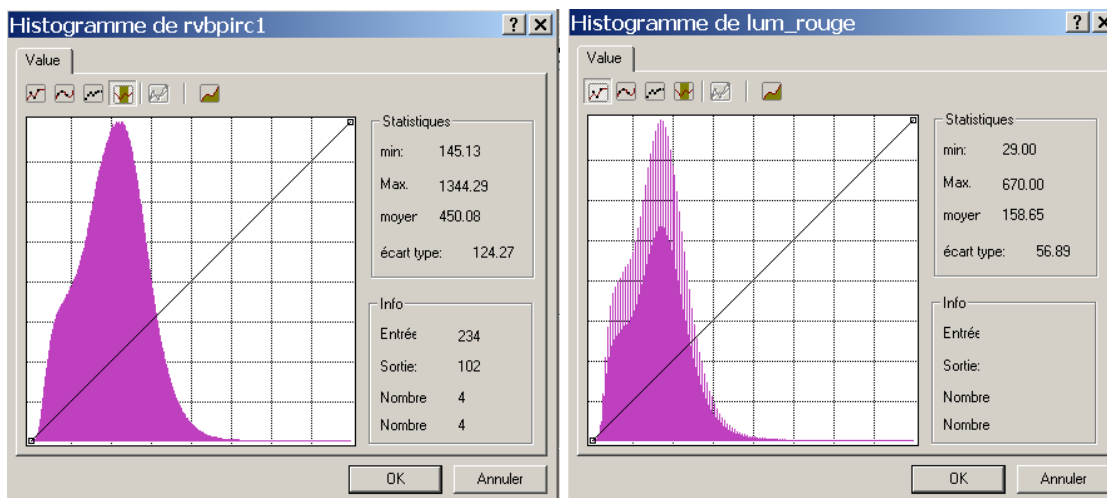 Histogramme de rvbpirc1
Value
Statistiques
min: 145.13
Max. 1344.29
moyer 450.08
écart type: 124.27
Info
Entrée 234
Sortie: 102
Nombre 4
Nombre 4
OK Annuler
Histogramme de lum_rouge
Value
Statistiques
min: 29.00
Max. 670.00
moyer 158.65
écart type: 56.89
Info
Entrée
Sortie:
Nombre
Nombre
OK Annuler